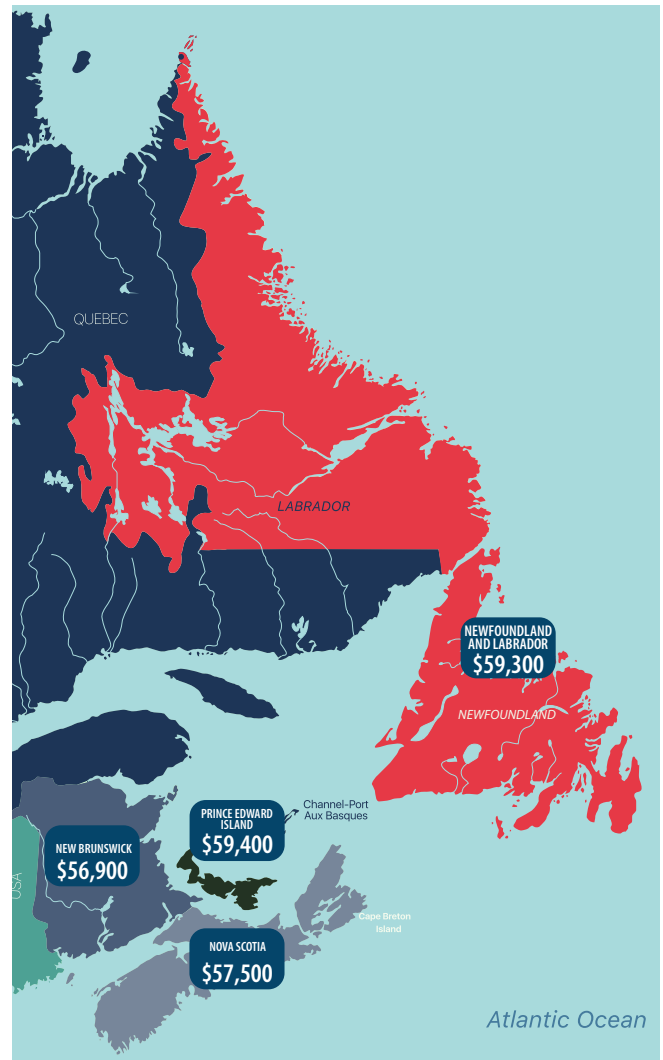 QUEBEC
LABRADOR
NEWFOUNDLAND
AND LABRADOR
$59,300
NEWFOUNDLAND
Channel-Port
Aux Basques
PRINCE EDWARD
ISLAND
$59,400
NEW BRUNSWICK
$56,900
USA
Cape Breton
Island
NOVA SCOTIA
$57,500
Atlantic Ocean